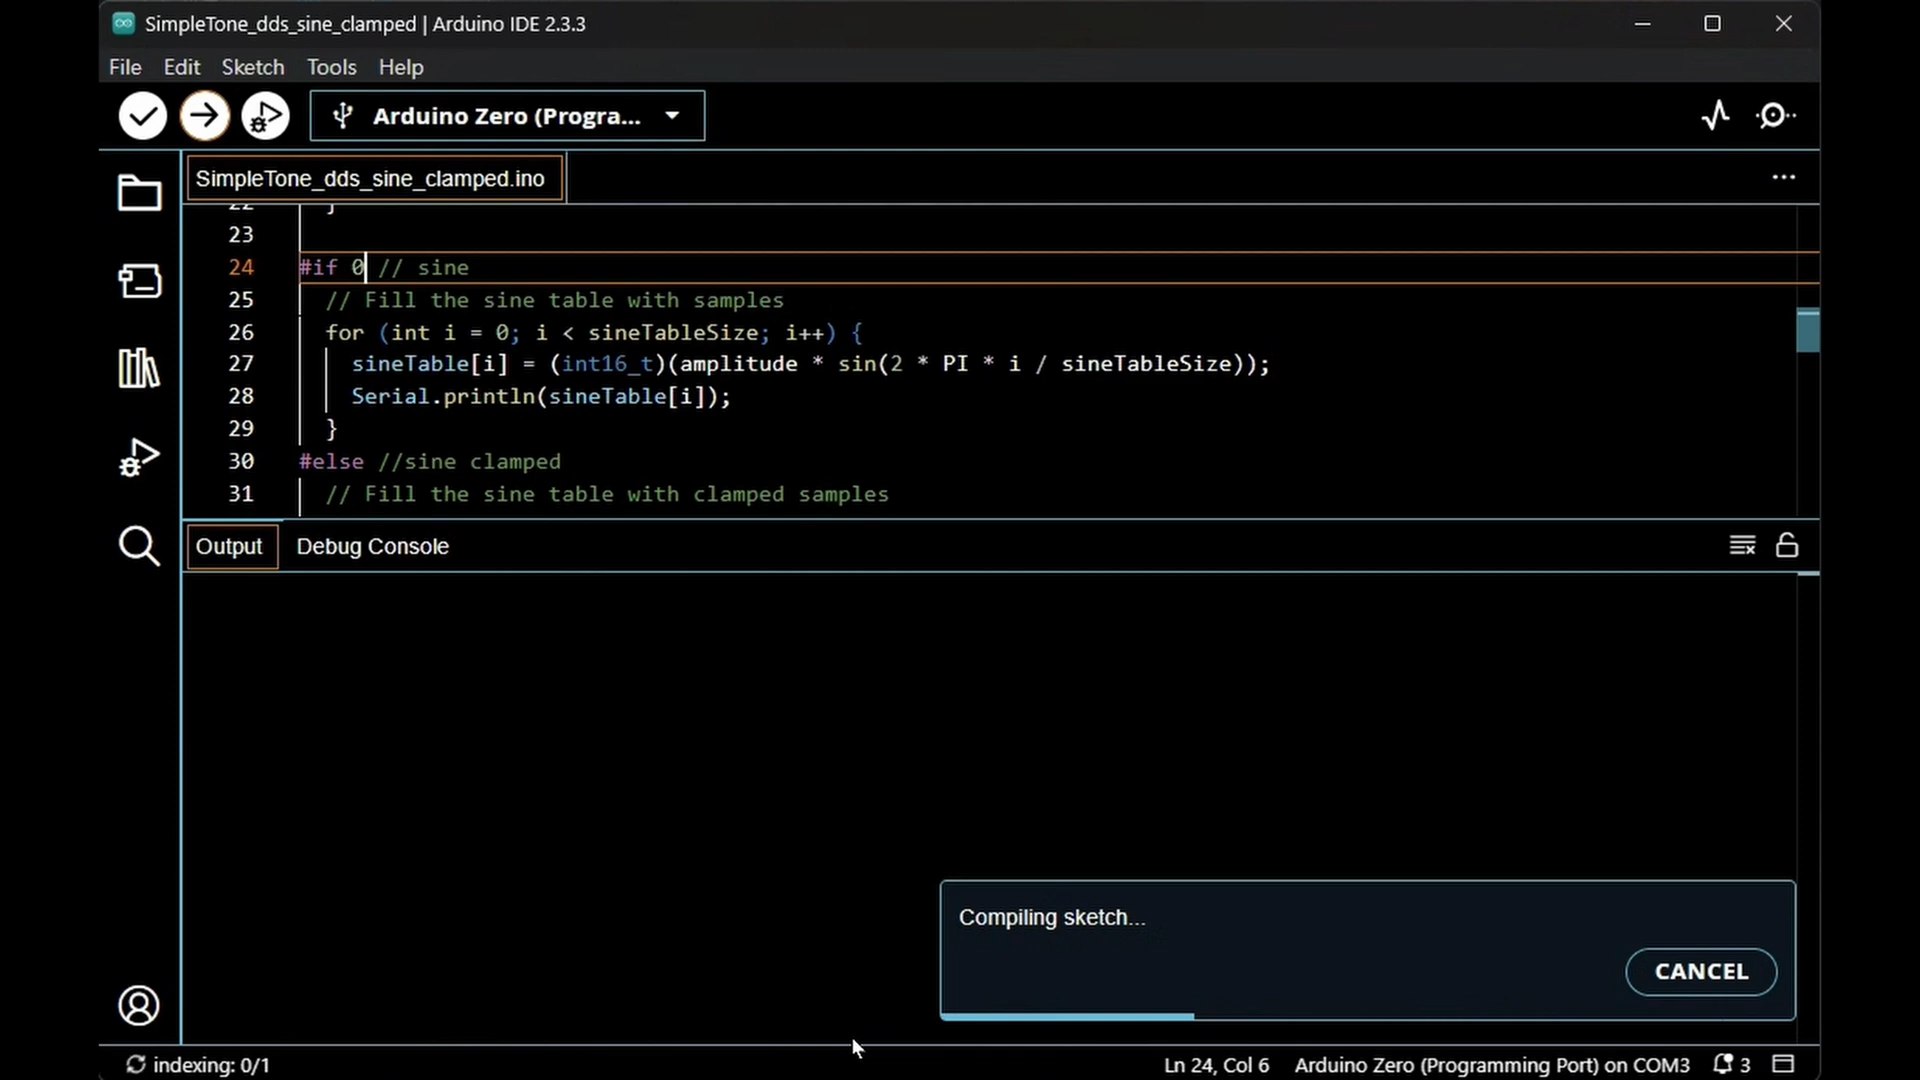 SimpleTone_dds_sine_clamped | Arduino IDE 2.3.3
File Edit Sketch Tools Help
Arduino Zero (Progra...
SimpleTone_dds_sine_clamped.ino
22 }
23
24 #if 0 // sine
25 // Fill the sine table with samples
26 for (int i = 0; i < sineTableSize; i++) {
27 sineTable[i] = (int16_t)(amplitude * sin(2 * PI * i / sineTableSize));
28 Serial.println(sineTable[i]);
29 }
30 #else //sine clamped
31 // Fill the sine table with clamped samples
Output Debug Console
Compiling sketch...
CANCEL
indexing: 0/1 Ln 24, Col 6 Arduino Zero (Programming Port) on COM3 3